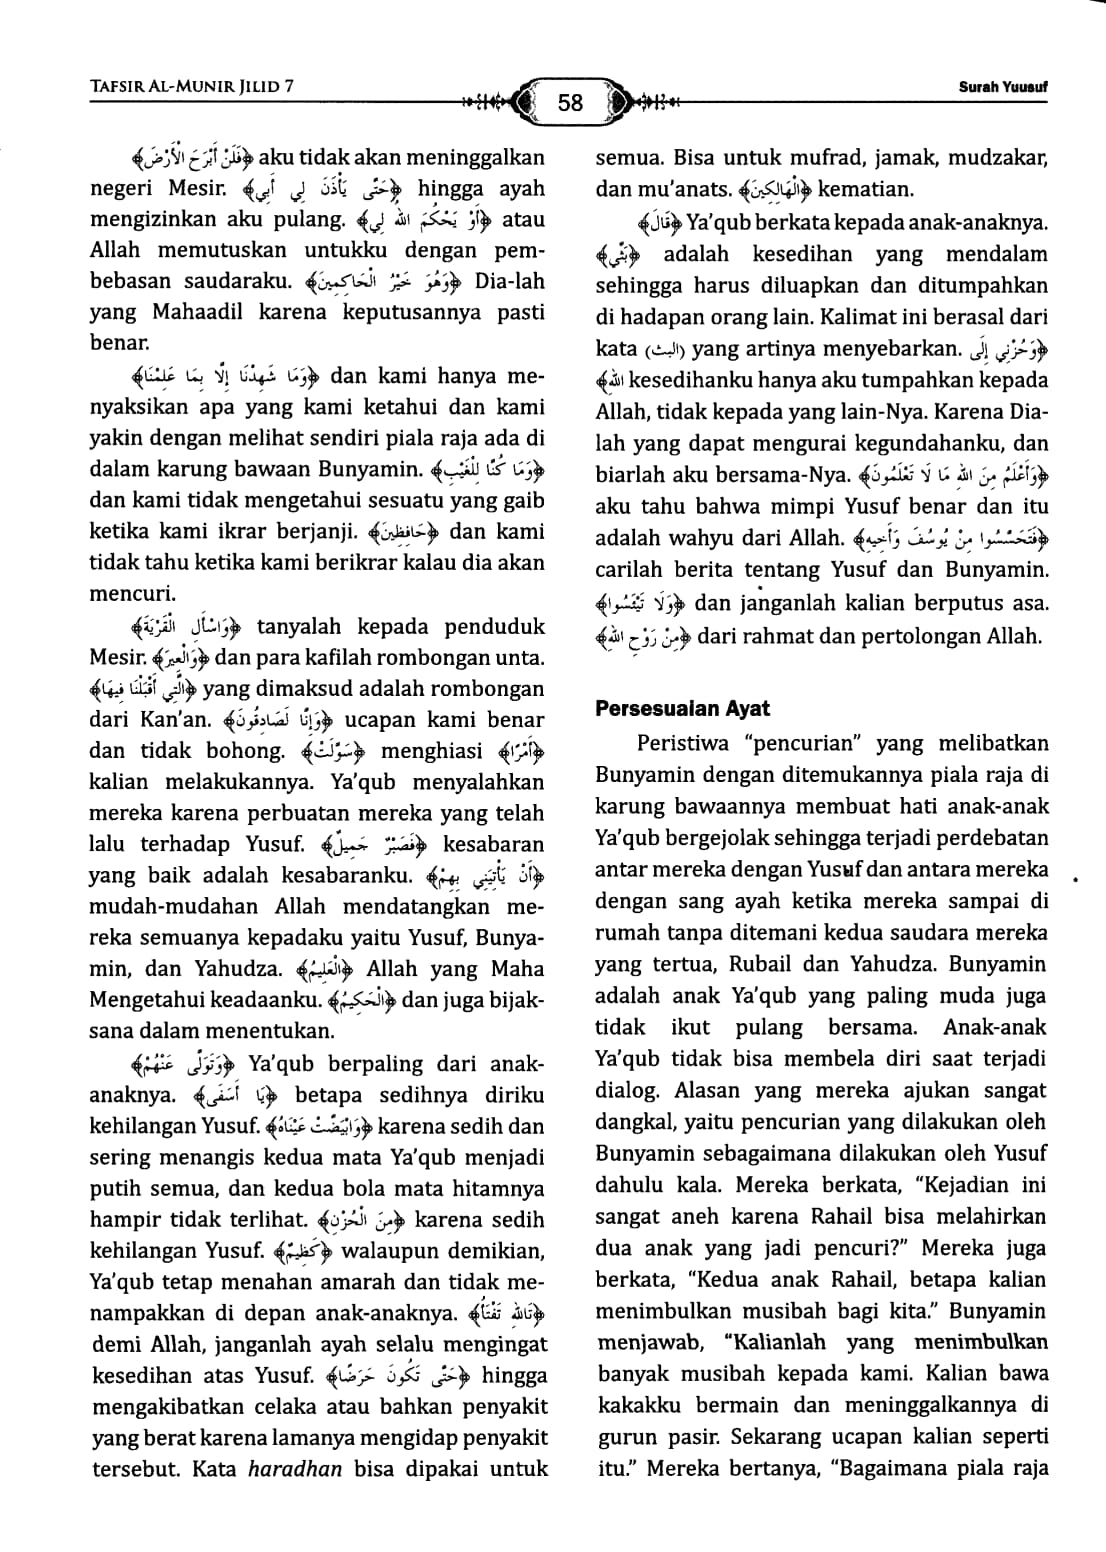 TAFSIR AL-MUNIR JILID 7
58
Surah Yuusuf
﴿فَلَنْ أَبْرَحَ الْأَرْضَ﴾ aku tidak akan meninggalkan
negeri Mesir. ﴿حَتَّى يَأْذَنَ لِي أَبِي﴾ hingga ayah
mengizinkan aku pulang. ﴿أَوْ يَحْكُمَ اللهُ لِي﴾ atau
Allah memutuskan untukku dengan pem-
bebasan saudaraku. ﴿وَهُوَ خَيْرُ الْحَاكِمِينَ﴾ Dia-lah
yang Mahaadil karena keputusannya pasti
benar.
﴿وَمَا شَهِدْنَا إِلَّا بِمَا عَلِمْنَا﴾ dan kami hanya me-
nyaksikan apa yang kami ketahui dan kami
yakin dengan melihat sendiri piala raja ada di
dalam karung bawaan Bunyamin. ﴿وَمَا كُنَّا لِلْغَيْبِ﴾
dan kami tidak mengetahui sesuatu yang gaib
ketika kami ikrar berjanji. ﴿حَافِظِينَ﴾ dan kami
tidak tahu ketika kami berikrar kalau dia akan
mencuri.
﴿وَاسْأَلِ الْقَرْيَةَ﴾ tanyalah kepada penduduk
Mesir. ﴿وَالْعِيرَ﴾ dan para kafilah rombongan unta.
﴿الَّتِي أَقْبَلْنَا فِيهَا﴾ yang dimaksud adalah rombongan
dari Kan’an. ﴿وَإِنَّا لَصَادِقُونَ﴾ ucapan kami benar
dan tidak bohong. ﴿سَوَّلَتْ﴾ menghiasi ﴿أَمْرًا﴾
kalian melakukannya. Ya’qub menyalahkan
mereka karena perbuatan mereka yang telah
lalu terhadap Yusuf. ﴿فَصَبْرٌ جَمِيلٌ﴾ kesabaran
yang baik adalah kesabaranku. ﴿أَنْ يَأْتِيَنِي بِهِمْ﴾
mudah-mudahan Allah mendatangkan me-
reka semuanya kepadaku yaitu Yusuf, Bunya-
min, dan Yahudza. ﴿الْعَلِيمُ﴾ Allah yang Maha
Mengetahui keadaanku. ﴿الْحَكِيمُ﴾ dan juga bijak-
sana dalam menentukan.
﴿وَتَوَلَّى عَنْهُمْ﴾ Ya’qub berpaling dari anak-
anaknya. ﴿يَا أَسَفَى﴾ betapa sedihnya diriku
kehilangan Yusuf. ﴿وَابْيَضَّتْ عَيْنَاهُ﴾ karena sedih dan
sering menangis kedua mata Ya’qub menjadi
putih semua, dan kedua bola mata hitamnya
hampir tidak terlihat. ﴿مِنَ الْحُزْنِ﴾ karena sedih
kehilangan Yusuf. ﴿كَظِيمٌ﴾ walaupun demikian,
Ya’qub tetap menahan amarah dan tidak me-
nampakkan di depan anak-anaknya. ﴿تَاللهِ تَفْتَأُ﴾
demi Allah, janganlah ayah selalu mengingat
kesedihan atas Yusuf. ﴿حَتَّى تَكُونَ حَرَضًا﴾ hingga
mengakibatkan celaka atau bahkan penyakit
yang berat karena lamanya mengidap penyakit
tersebut. Kata haradhan bisa dipakai untuk
semua. Bisa untuk mufrad, jamak, mudzakar,
dan mu’anats. ﴿الْهَالِكِينَ﴾ kematian.
﴿قَالَ﴾ Ya’qub berkata kepada anak-anaknya.
﴿بَثِّي﴾ adalah kesedihan yang mendalam
sehingga harus diluapkan dan ditumpahkan
di hadapan orang lain. Kalimat ini berasal dari
kata (البث) yang artinya menyebarkan. ﴿وَحُزْنِي إِلَى
اللهِ﴾ kesedihanku hanya aku tumpahkan kepada
Allah, tidak kepada yang lain-Nya. Karena Dia-
lah yang dapat mengurai kegundahanku, dan
biarlah aku bersama-Nya. ﴿وَأَعْلَمُ مِنَ اللهِ مَا لَا تَعْلَمُونَ﴾
aku tahu bahwa mimpi Yusuf benar dan itu
adalah wahyu dari Allah. ﴿فَتَحَسَّسُوا مِنْ يُوسُفَ وَأَخِيهِ﴾
carilah berita tentang Yusuf dan Bunyamin.
﴿وَلَا تَيْئَسُوا﴾ dan janganlah kalian berputus asa.
﴿مِنْ رَوْحِ اللهِ﴾ dari rahmat dan pertolongan Allah.
Persesuaian Ayat
Peristiwa “pencurian” yang melibatkan
Bunyamin dengan ditemukannya piala raja di
karung bawaannya membuat hati anak-anak
Ya’qub bergejolak sehingga terjadi perdebatan
antar mereka dengan Yusuf dan antara mereka
dengan sang ayah ketika mereka sampai di
rumah tanpa ditemani kedua saudara mereka
yang tertua, Rubail dan Yahudza. Bunyamin
adalah anak Ya’qub yang paling muda juga
tidak ikut pulang bersama. Anak-anak
Ya’qub tidak bisa membela diri saat terjadi
dialog. Alasan yang mereka ajukan sangat
dangkal, yaitu pencurian yang dilakukan oleh
Bunyamin sebagaimana dilakukan oleh Yusuf
dahulu kala. Mereka berkata, “Kejadian ini
sangat aneh karena Rahail bisa melahirkan
dua anak yang jadi pencuri?” Mereka juga
berkata, “Kedua anak Rahail, betapa kalian
menimbulkan musibah bagi kita.” Bunyamin
menjawab, “Kalianlah yang menimbulkan
banyak musibah kepada kami. Kalian bawa
kakakku bermain dan meninggalkannya di
gurun pasir. Sekarang ucapan kalian seperti
itu.” Mereka bertanya, “Bagaimana piala raja